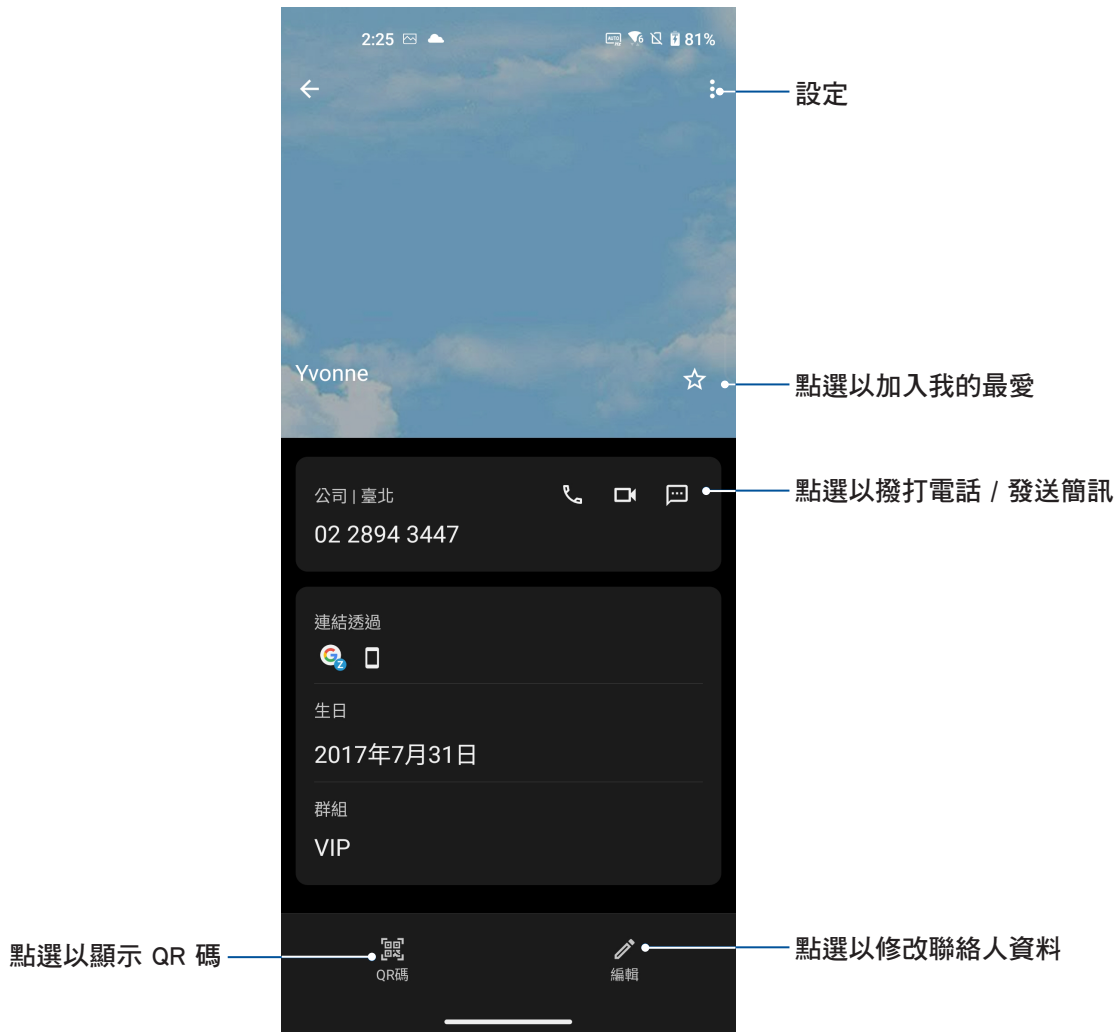 2:25 81%
設定
Yvonne
點選以加入我的最愛
公司 | 臺北
點選以撥打電話 / 發送簡訊
02 2894 3447
連結透過
生日
2017年7月31日
群組
VIP
點選以顯示 QR 碼
點選以修改聯絡人資料
QR碼 編輯